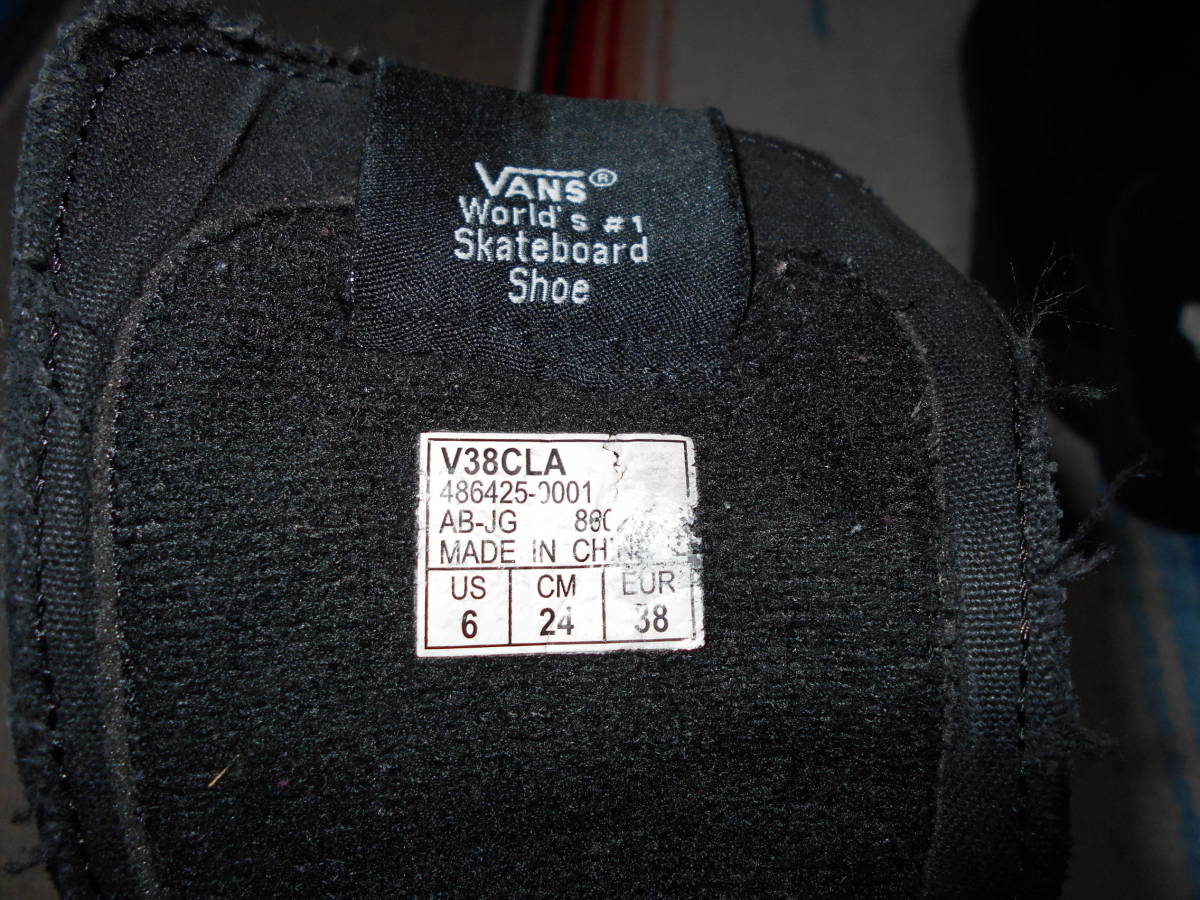 VANS®
World's #1
Skateboard
Shoe
V38CLA
486425-0001
AB-JG
MADE IN
US CM EUR
6 24 38